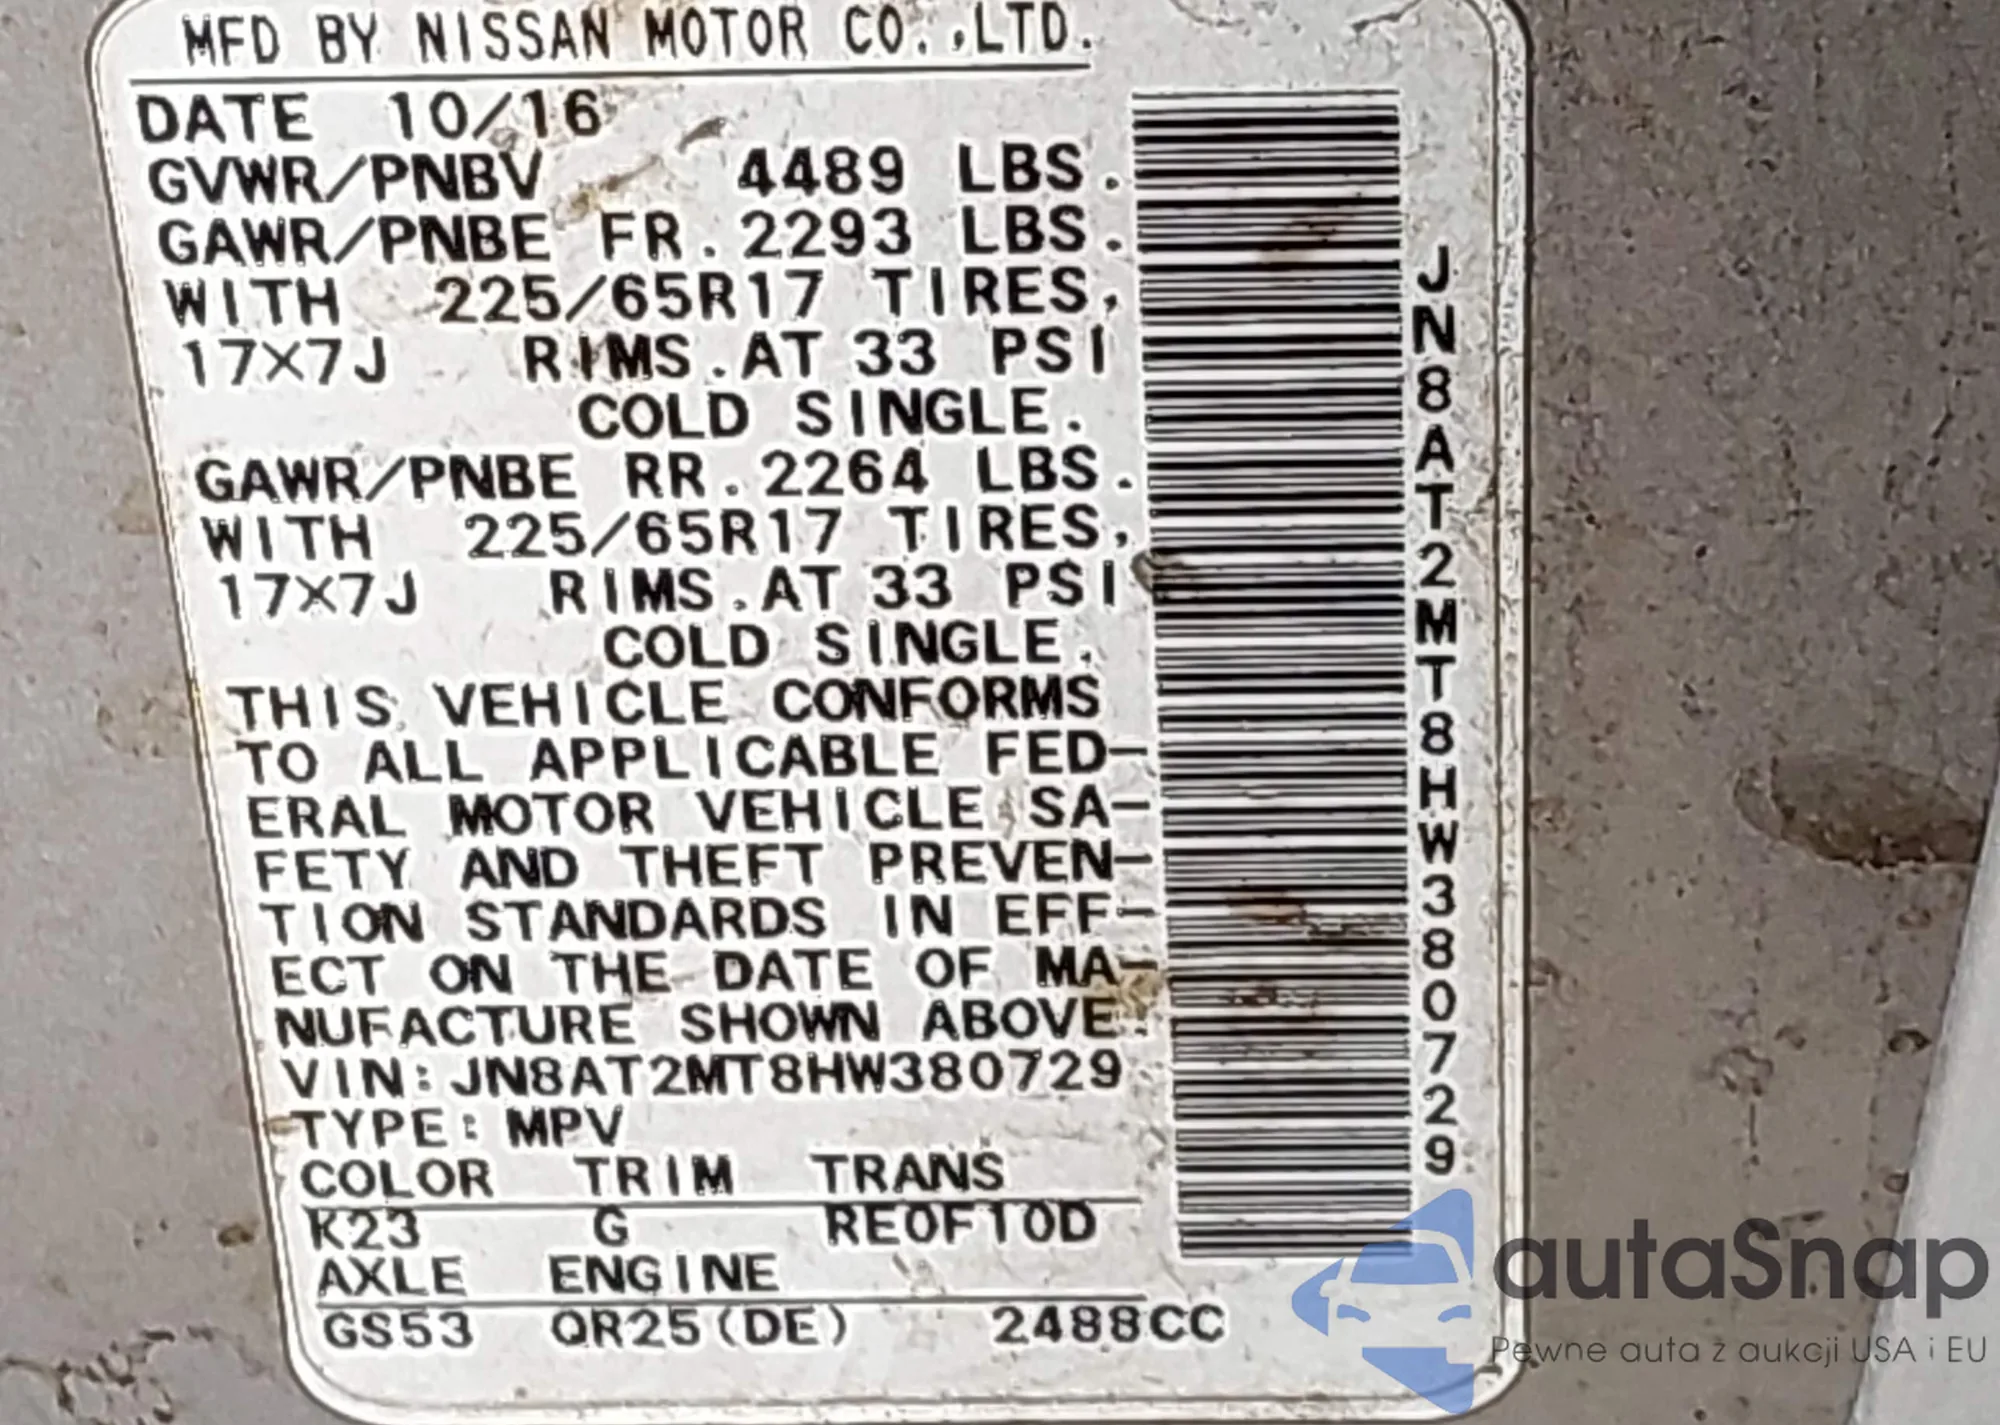 MFD BY NISSAN MOTOR CO.,LTD.
DATE 10/16
GVWR/PNBV 4489 LBS.
GAWR/PNBE FR. 2293 LBS.
WITH 225/65R17 TIRES,
17X7J RIMS. AT 33 PSI
COLD SINGLE.
GAWR/PNBE RR. 2264 LBS.
WITH 225/65R17 TIRES,
17X7J RIMS. AT 33 PSI
COLD SINGLE.
THIS VEHICLE CONFORMS
TO ALL APPLICABLE FED-
ERAL MOTOR VEHICLE SA-
FETY AND THEFT PREVEN-
TION STANDARDS IN EFF-
ECT ON THE DATE OF MA-
NUFACTURE SHOWN ABOVE.
VIN: JN8AT2MT8HW380729
TYPE: MPV
COLOR TRIM TRANS
K23 G RE0F10D
AXLE ENGINE
GS53 QR25(DE) 2488CC
JN8AT2MT8HW380729
autaSnap
Pewne auta z aukcji USA i EU